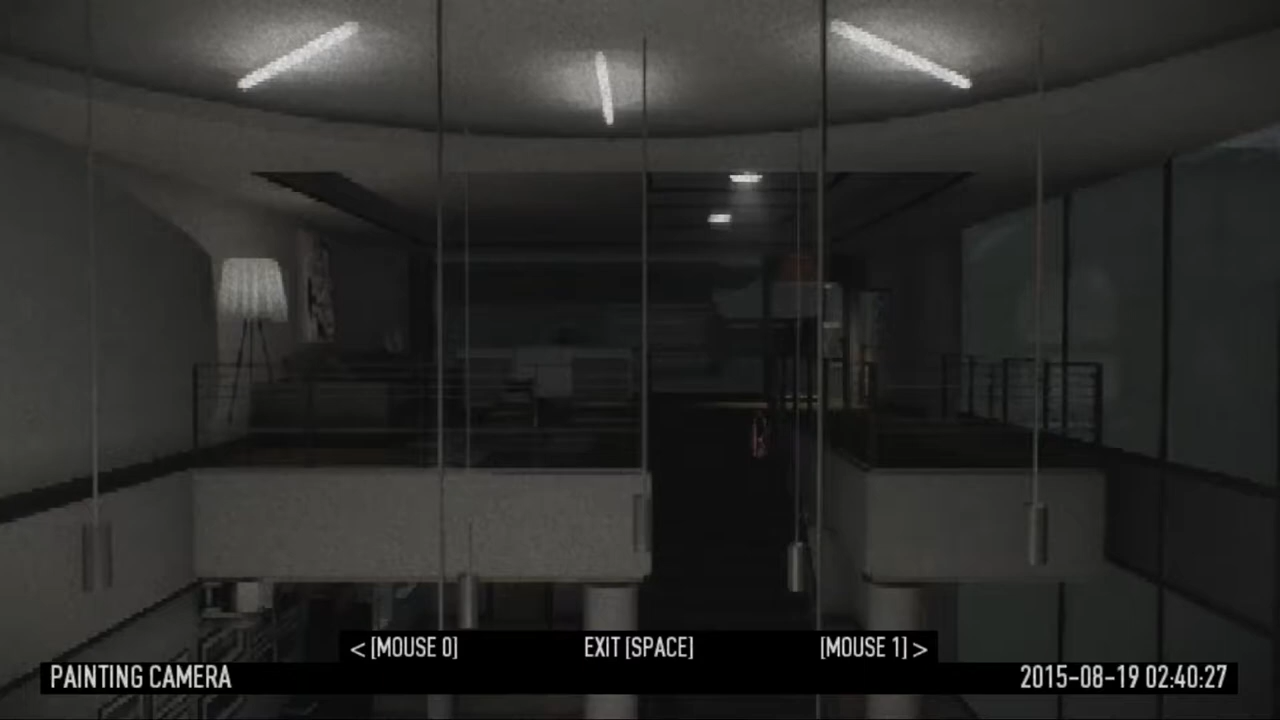 < [MOUSE 0] EXIT [SPACE] [MOUSE 1] >
PAINTING CAMERA 2015-08-19 02:40:27